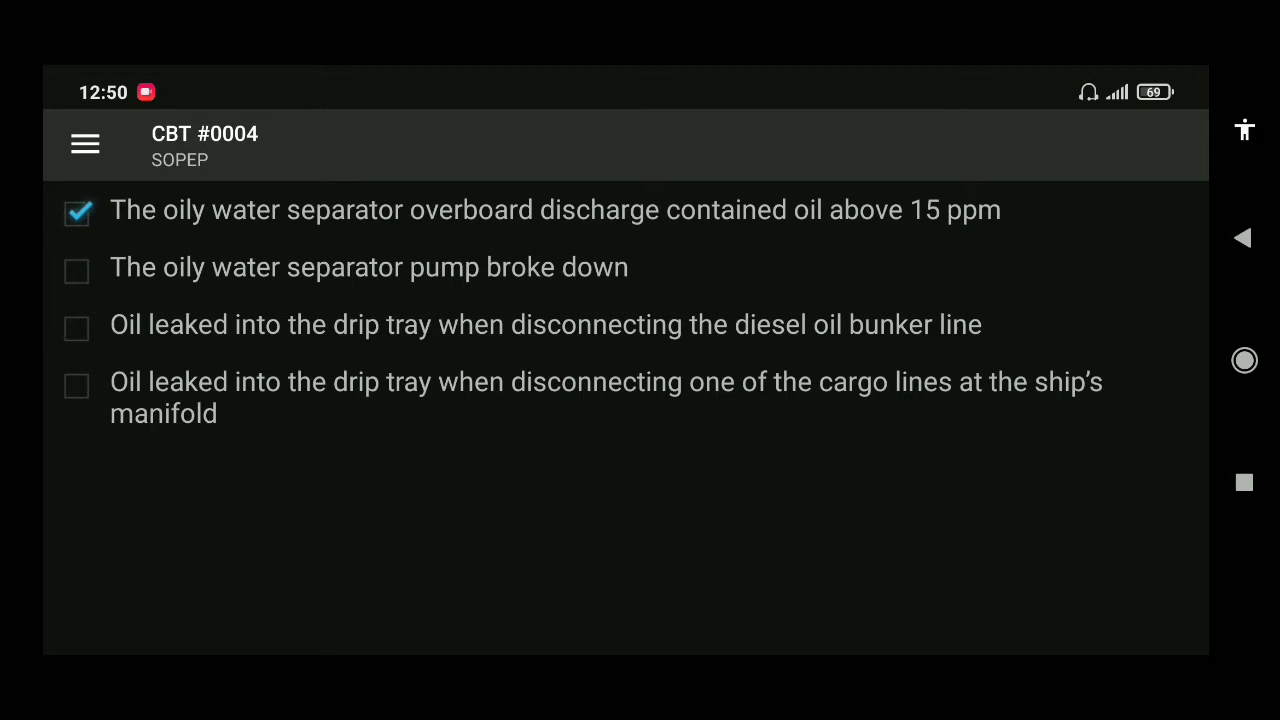 12:50
69
CBT #0004
SOPEP
The oily water separator overboard discharge contained oil above 15 ppm
The oily water separator pump broke down
Oil leaked into the drip tray when disconnecting the diesel oil bunker line
Oil leaked into the drip tray when disconnecting one of the cargo lines at the ship’s
manifold